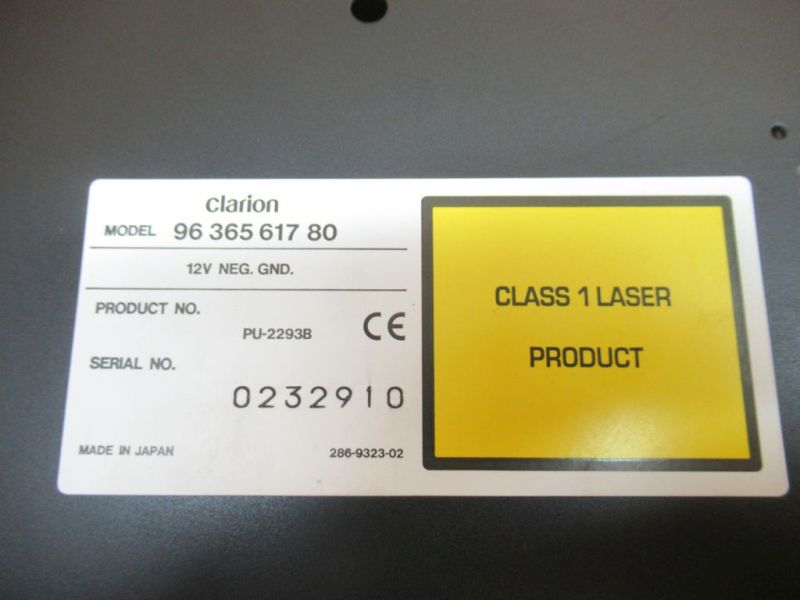 clarion
MODEL 96 365 617 80
12V NEG. GND.
PRODUCT NO.
PU-2293B
CE
SERIAL NO.
0232910
MADE IN JAPAN
286-9323-02
CLASS 1 LASER
PRODUCT